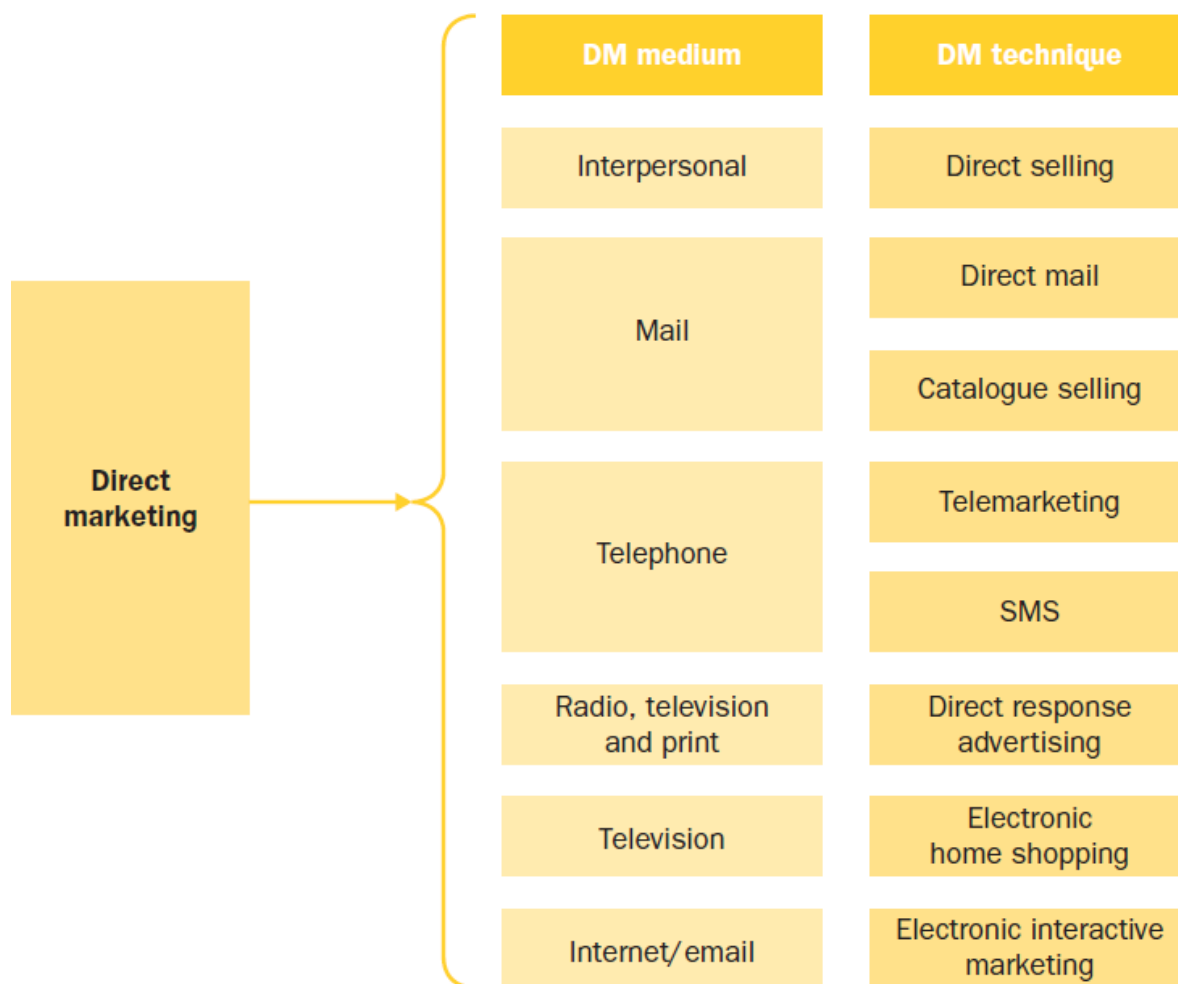 DM medium
DM technique
Interpersonal
Direct selling
Mail
Direct mail
Catalogue selling
Direct
marketing
Telephone
Telemarketing
SMS
Radio, television
and print
Direct response
advertising
Television
Electronic
home shopping
Internet/email
Electronic interactive
marketing